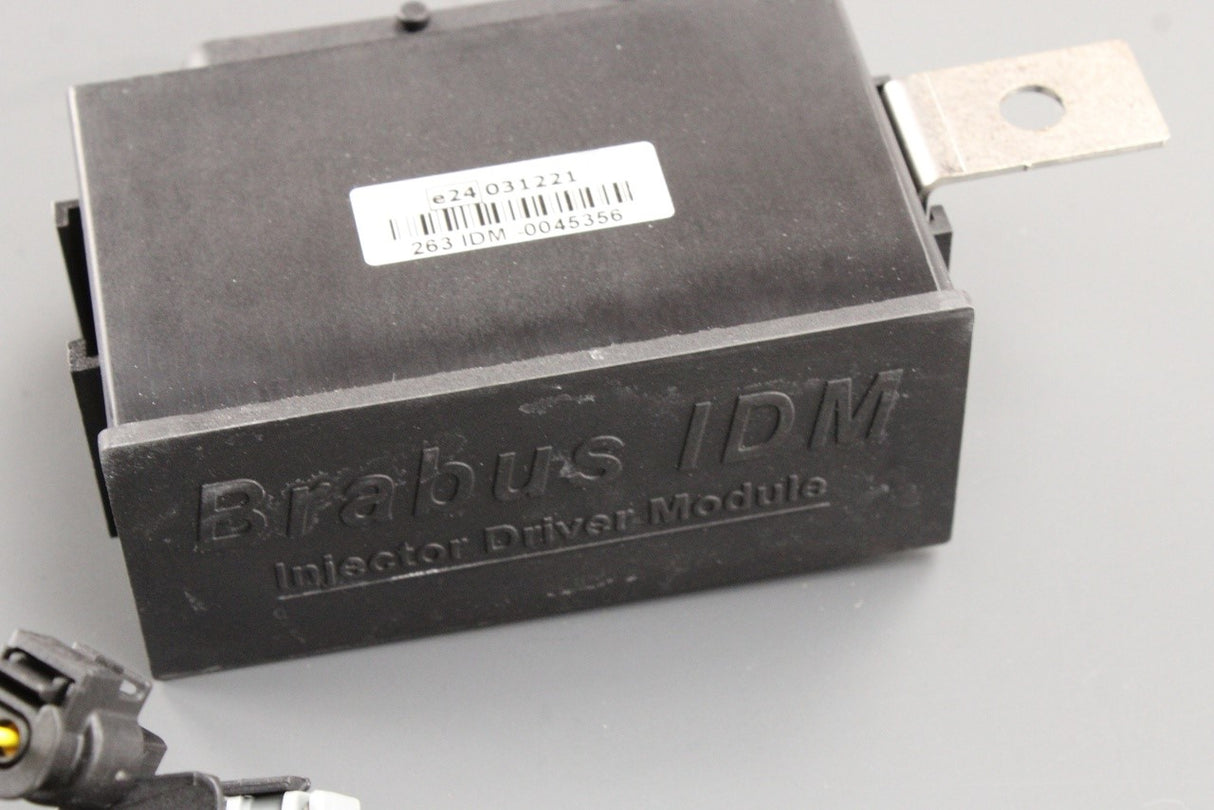 e24 031221
263 IDM -0045356
Brabus IDM
Injector Driver Module